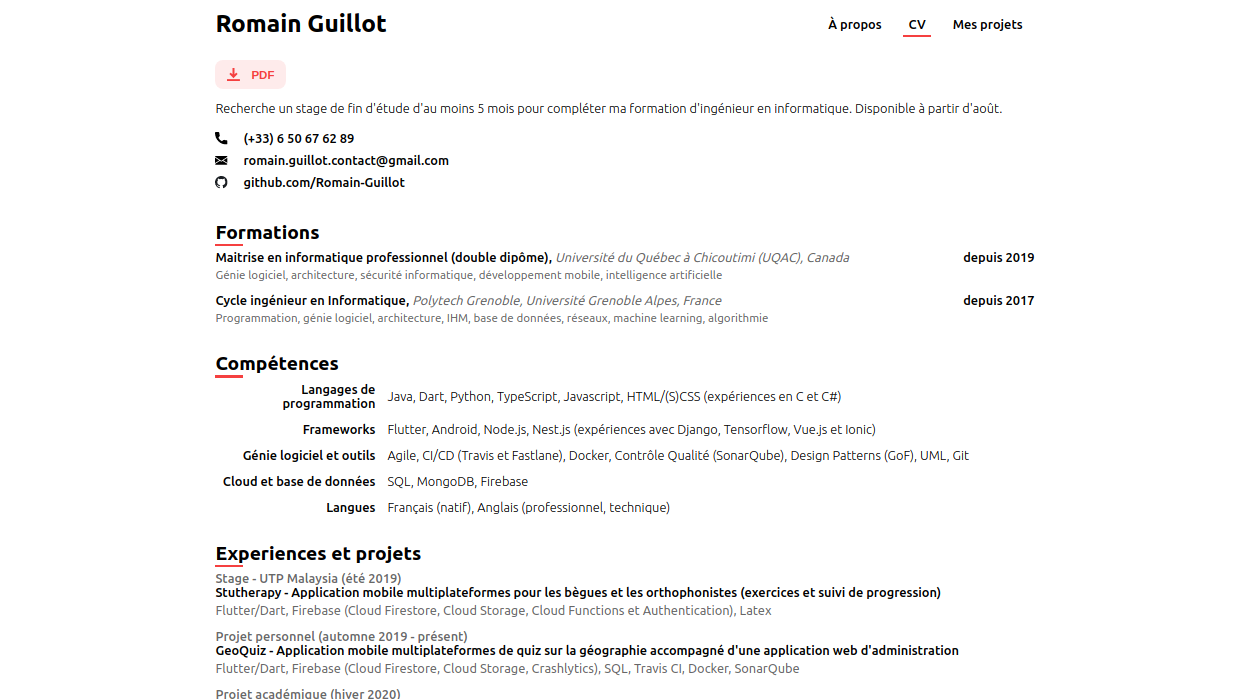 Romain Guillot
À propos CV Mes projets
PDF
Recherche un stage de fin d'étude d'au moins 5 mois pour compléter ma formation d'ingénieur en informatique. Disponible à partir d'août.
(+33) 6 50 67 62 89
romain.guillot.contact@gmail.com
github.com/Romain-Guillot
Formations
Maitrise en informatique professionnel (double dipôme), Université du Québec à Chicoutimi (UQAC), Canada depuis 2019
Génie logiciel, architecture, sécurité informatique, développement mobile, intelligence artificielle
Cycle ingénieur en Informatique, Polytech Grenoble, Université Grenoble Alpes, France depuis 2017
Programmation, génie logiciel, architecture, IHM, base de données, réseaux, machine learning, algorithmie
Compétences
Langages de
programmation
Java, Dart, Python, TypeScript, Javascript, HTML/(S)CSS (expériences en C et C#)
Frameworks Flutter, Android, Node.js, Nest.js (expériences avec Django, Tensorflow, Vue.js et Ionic)
Génie logiciel et outils Agile, CI/CD (Travis et Fastlane), Docker, Contrôle Qualité (SonarQube), Design Patterns (GoF), UML, Git
Cloud et base de données SQL, MongoDB, Firebase
Langues Français (natif), Anglais (professionnel, technique)
Experiences et projets
Stage - UTP Malaysia (été 2019)
Stutherapy - Application mobile multiplateformes pour les bègues et les orthophonistes (exercices et suivi de progression)
Flutter/Dart, Firebase (Cloud Firestore, Cloud Storage, Cloud Functions et Authentication), Latex
Projet personnel (automne 2019 - présent)
GeoQuiz - Application mobile multiplateformes de quiz sur la géographie accompagné d'une application web d'administration
Flutter/Dart, Firebase (Cloud Firestore, Cloud Storage, Crashlytics), SQL, Travis CI, Docker, SonarQube
Projet académique (hiver 2020)